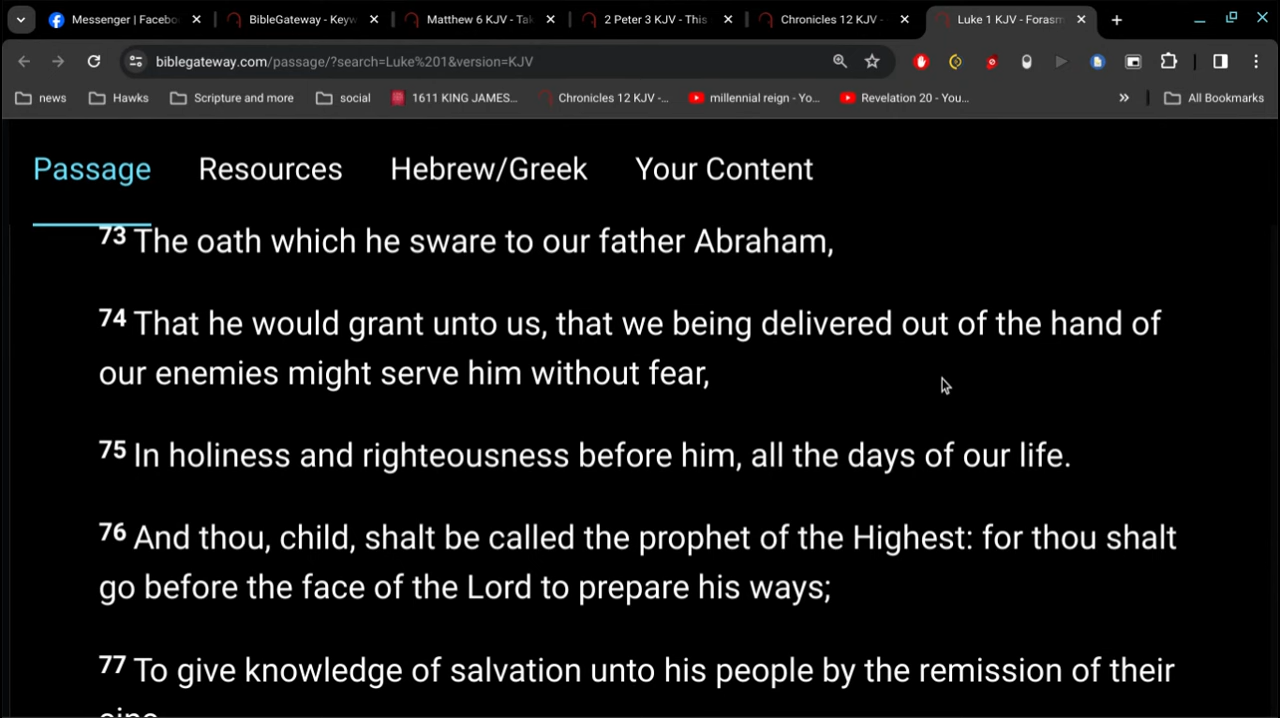 Messenger | Facebo
BibleGateway - Keyw
Matthew 6 KJV - Tak
2 Peter 3 KJV - This
Chronicles 12 KJV -
Luke 1 KJV - Forasm
biblegateway.com/passage/?search=Luke%201&version=KJV
news
Hawks
Scripture and more
social
1611 KING JAMES...
Chronicles 12 KJV -...
millennial reign - Yo...
Revelation 20 - You...
All Bookmarks
Passage Resources Hebrew/Greek Your Content
73 The oath which he sware to our father Abraham,
74 That he would grant unto us, that we being delivered out of the hand of
our enemies might serve him without fear,
75 In holiness and righteousness before him, all the days of our life.
76 And thou, child, shalt be called the prophet of the Highest: for thou shalt
go before the face of the Lord to prepare his ways;
77 To give knowledge of salvation unto his people by the remission of their